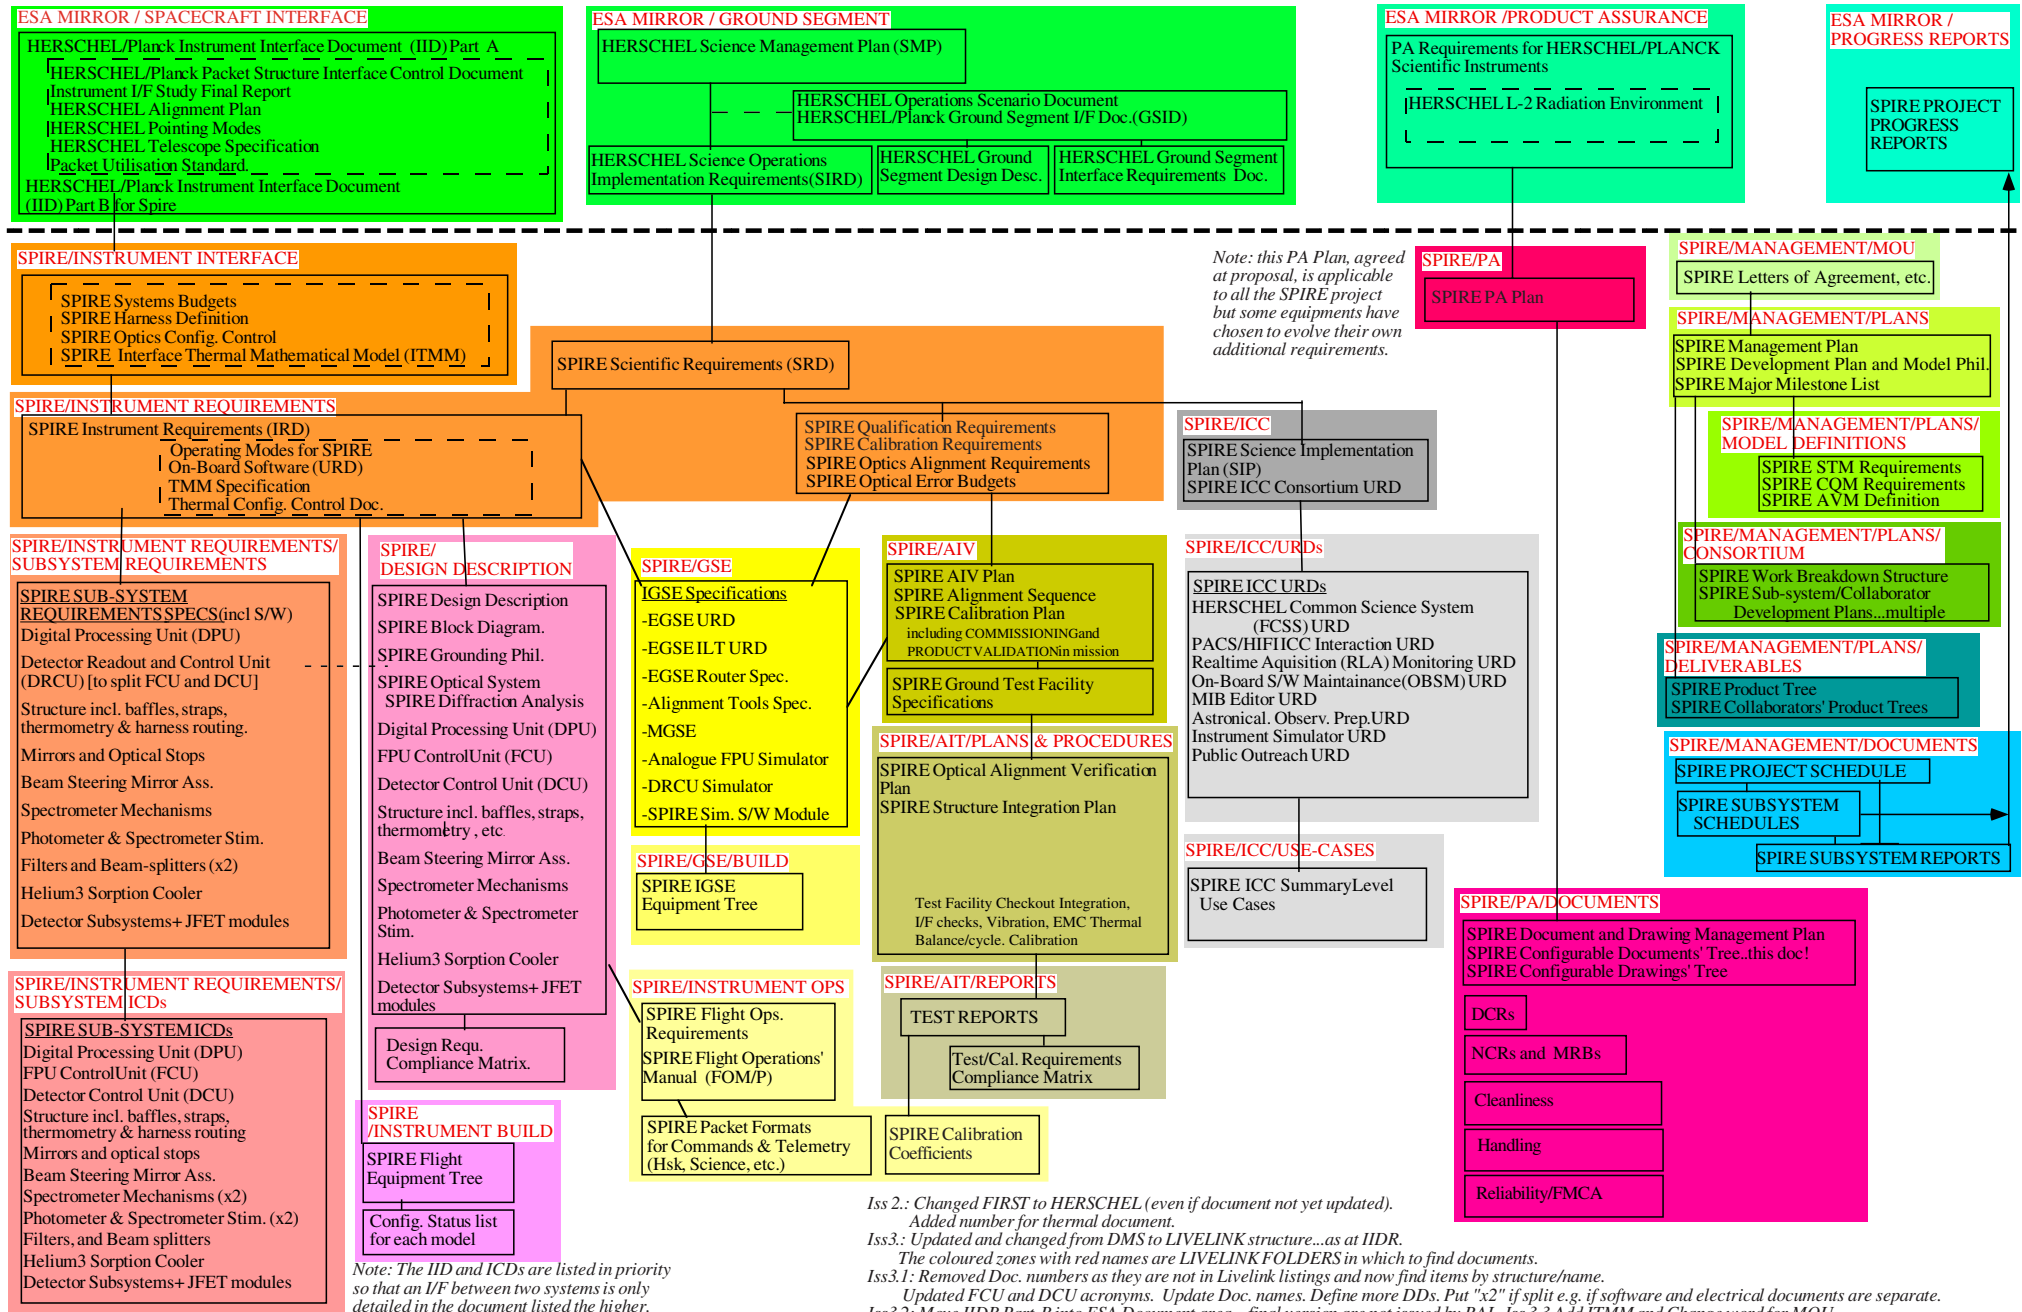 ESA MIRROR / SPACECRAFT INTERFACE
HERSCHEL/Planck Instrument Interface Document (IID) Part A
HERSCHEL/Planck Packet Structure Interface Control Document
Instrument I/F Study Final Report
HERSCHEL Alignment Plan
HERSCHEL Pointing Modes
HERSCHEL Telescope Specification
Packet Utilisation Standard.
HERSCHEL/Planck Instrument Interface Document
(IID) Part B for Spire
ESA MIRROR / GROUND SEGMENT
HERSCHEL Science Management Plan (SMP)
HERSCHEL Operations Scenario Document
HERSCHEL/Planck Ground Segment I/F Doc.(GSID)
HERSCHEL Science Operations
Implementation Requirements(SIRD)
HERSCHEL Ground
Segment Design Desc.
HERSCHEL Ground Segment
Interface Requirements Doc.
ESA MIRROR /PRODUCT ASSURANCE
PA Requirements for HERSCHEL/PLANCK
Scientific Instruments
HERSCHEL L-2 Radiation Environment
ESA MIRROR /
PROGRESS REPORTS
SPIRE PROJECT
PROGRESS
REPORTS
SPIRE/INSTRUMENT INTERFACE
SPIRE Systems Budgets
SPIRE Harness Definition
SPIRE Optics Config. Control
SPIRE Interface Thermal Mathematical Model (ITMM)
SPIRE Scientific Requirements (SRD)
Note: this PA Plan, agreed
at proposal, is applicable
to all the SPIRE project
but some equipments have
chosen to evolve their own
additional requirements.
SPIRE/PA
SPIRE PA Plan
SPIRE/MANAGEMENT/MOU
SPIRE Letters of Agreement, etc.
SPIRE/MANAGEMENT/PLANS
SPIRE Management Plan
SPIRE Development Plan and Model Phil.
SPIRE Major Milestone List
SPIRE/INSTRUMENT REQUIREMENTS
SPIRE Instrument Requirements (IRD)
Operating Modes for SPIRE
On-Board Software (URD)
TMM Specification
Thermal Config. Control Doc.
SPIRE Qualification Requirements
SPIRE Calibration Requirements
SPIRE Optics Alignment Requirements
SPIRE Optical Error Budgets
SPIRE/ICC
SPIRE Science Implementation
Plan (SIP)
SPIRE ICC Consortium URD
SPIRE/MANAGEMENT/PLANS/
MODEL DEFINITIONS
SPIRE STM Requirements
SPIRE CQM Requirements
SPIRE AVM Definition
SPIRE/INSTRUMENT REQUIREMENTS/
SUBSYSTEM REQUIREMENTS
SPIRE SUB-SYSTEM
REQUIREMENTS SPECS(incl S/W)
Digital Processing Unit (DPU)
Detector Readout and Control Unit
(DRCU) [to split FCU and DCU]
Structure incl. baffles, straps,
thermometry & harness routing.
Mirrors and Optical Stops
Beam Steering Mirror Ass.
Spectrometer Mechanisms
Photometer & Spectrometer Stim.
Filters and Beam-splitters (x2)
Helium3 Sorption Cooler
Detector Subsystems+ JFET modules
SPIRE/
DESIGN DESCRIPTION
SPIRE Design Description
SPIRE Block Diagram.
SPIRE Grounding Phil.
SPIRE Optical System
SPIRE Diffraction Analysis
Digital Processing Unit (DPU)
FPU ControlUnit (FCU)
Detector Control Unit (DCU)
Structure incl. baffles, straps,
thermometry , etc.
Beam Steering Mirror Ass.
Spectrometer Mechanisms
Photometer & Spectrometer
Stim.
Helium3 Sorption Cooler
Detector Subsystems+ JFET
modules
Design Requ.
Compliance Matrix.
SPIRE/GSE
IGSE Specifications
-EGSE URD
-EGSE ILT URD
-EGSE Router Spec.
-Alignment Tools Spec.
-MGSE
-Analogue FPU Simulator
-DRCU Simulator
-SPIRE Sim. S/W Module
SPIRE/GSE/BUILD
SPIRE IGSE
Equipment Tree
SPIRE/AIV
SPIRE AIV Plan
SPIRE Alignment Sequence
SPIRE Calibration Plan
including COMMISSIONING and
PRODUCT VALIDATION in mission
SPIRE Ground Test Facility
Specifications
SPIRE/AIT/PLANS & PROCEDURES
SPIRE Optical Alignment Verification
Plan
SPIRE Structure Integration Plan
Test Facility Checkout Integration,
I/F checks, Vibration, EMC Thermal
Balance/cycle. Calibration
SPIRE/ICC/URDs
SPIRE ICC URDs
HERSCHEL Common Science System
(FCSS) URD
PACS/HIFI ICC Interaction URD
Realtime Aquisition (RLA) Monitoring URD
On-Board S/W Maintainance(OBSM) URD
MIB Editor URD
Astronical. Observ. Prep.URD
Instrument Simulator URD
Public Outreach URD
SPIRE/ICC/USE-CASES
SPIRE ICC SummaryLevel
Use Cases
SPIRE/MANAGEMENT/PLANS/
CONSORTIUM
SPIRE Work Breakdown Structure
SPIRE Sub-system/Collaborator
Development Plans...multiple
SPIRE/MANAGEMENT/PLANS/
DELIVERABLES
SPIRE Product Tree
SPIRE Collaborators' Product Trees
SPIRE/MANAGEMENT/DOCUMENTS
SPIRE PROJECT SCHEDULE
SPIRE SUBSYSTEM
SCHEDULES
SPIRE SUBSYSTEM REPORTS
SPIRE/PA/DOCUMENTS
SPIRE Document and Drawing Management Plan
SPIRE Configurable Documents' Tree..this doc!
SPIRE Configurable Drawings' Tree
DCRs
NCRs and MRBs
Cleanliness
Handling
Reliability/FMCA
SPIRE/INSTRUMENT REQUIREMENTS/
SUBSYSTEM ICDs
SPIRE SUB-SYSTEM ICDs
Digital Processing Unit (DPU)
FPU ControlUnit (FCU)
Detector Control Unit (DCU)
Structure incl. baffles, straps,
thermometry & harness routing
Mirrors and optical stops
Beam Steering Mirror Ass.
Spectrometer Mechanisms (x2)
Photometer & Spectrometer Stim. (x2)
Filters, and Beam splitters
Helium3 Sorption Cooler
Detector Subsystems+ JFET modules
SPIRE
/INSTRUMENT BUILD
SPIRE Flight
Equipment Tree
Config. Status list
for each model
Note: The IID and ICDs are listed in priority
so that an I/F between two systems is only
detailed in the document listed the higher.
SPIRE/INSTRUMENT OPS
SPIRE Flight Ops.
Requirements
SPIRE Flight Operations'
Manual (FOM/P)
SPIRE Packet Formats
for Commands & Telemetry
(Hsk, Science, etc.)
SPIRE/AIT/REPORTS
TEST REPORTS
Test/Cal. Requirements
Compliance Matrix
SPIRE Calibration
Coefficients
Iss 2.: Changed FIRST to HERSCHEL (even if document not yet updated).
Added number for thermal document.
Iss3.: Updated and changed from DMS to LIVELINK structure...as at IIDR.
The coloured zones with red names are LIVELINK FOLDERS in which to find documents.
Iss3.1: Removed Doc. numbers as they are not in Livelink listings and now find items by structure/name.
Updated FCU and DCU acronyms. Update Doc. names. Define more DDs. Put "x2" if split e.g. if software and electrical documents are separate.